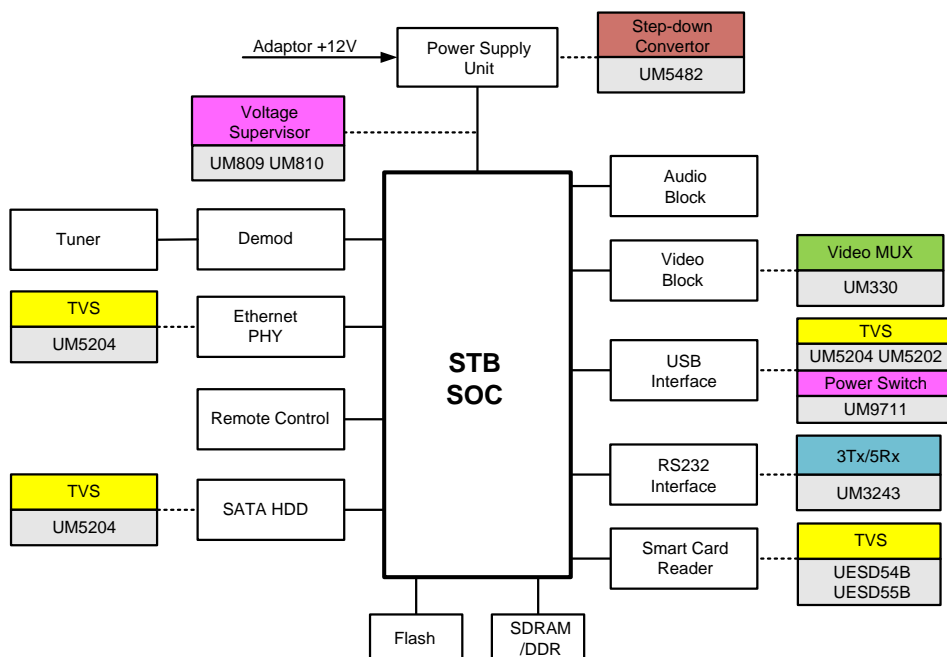 Adaptor +12V
Power Supply
Unit
Step-down
Convertor
UM5482
Voltage
Supervisor
UM809 UM810
Tuner
Demod
TVS
UM5204
Ethernet
PHY
Remote Control
TVS
UM5204
SATA HDD
STB
SOC
Audio
Block
Video
Block
Video MUX
UM330
USB
Interface
TVS
UM5204 UM5202
Power Switch
UM9711
RS232
Interface
3Tx/5Rx
UM3243
Smart Card
Reader
TVS
UESD54B
UESD55B
Flash
SDRAM
/DDR